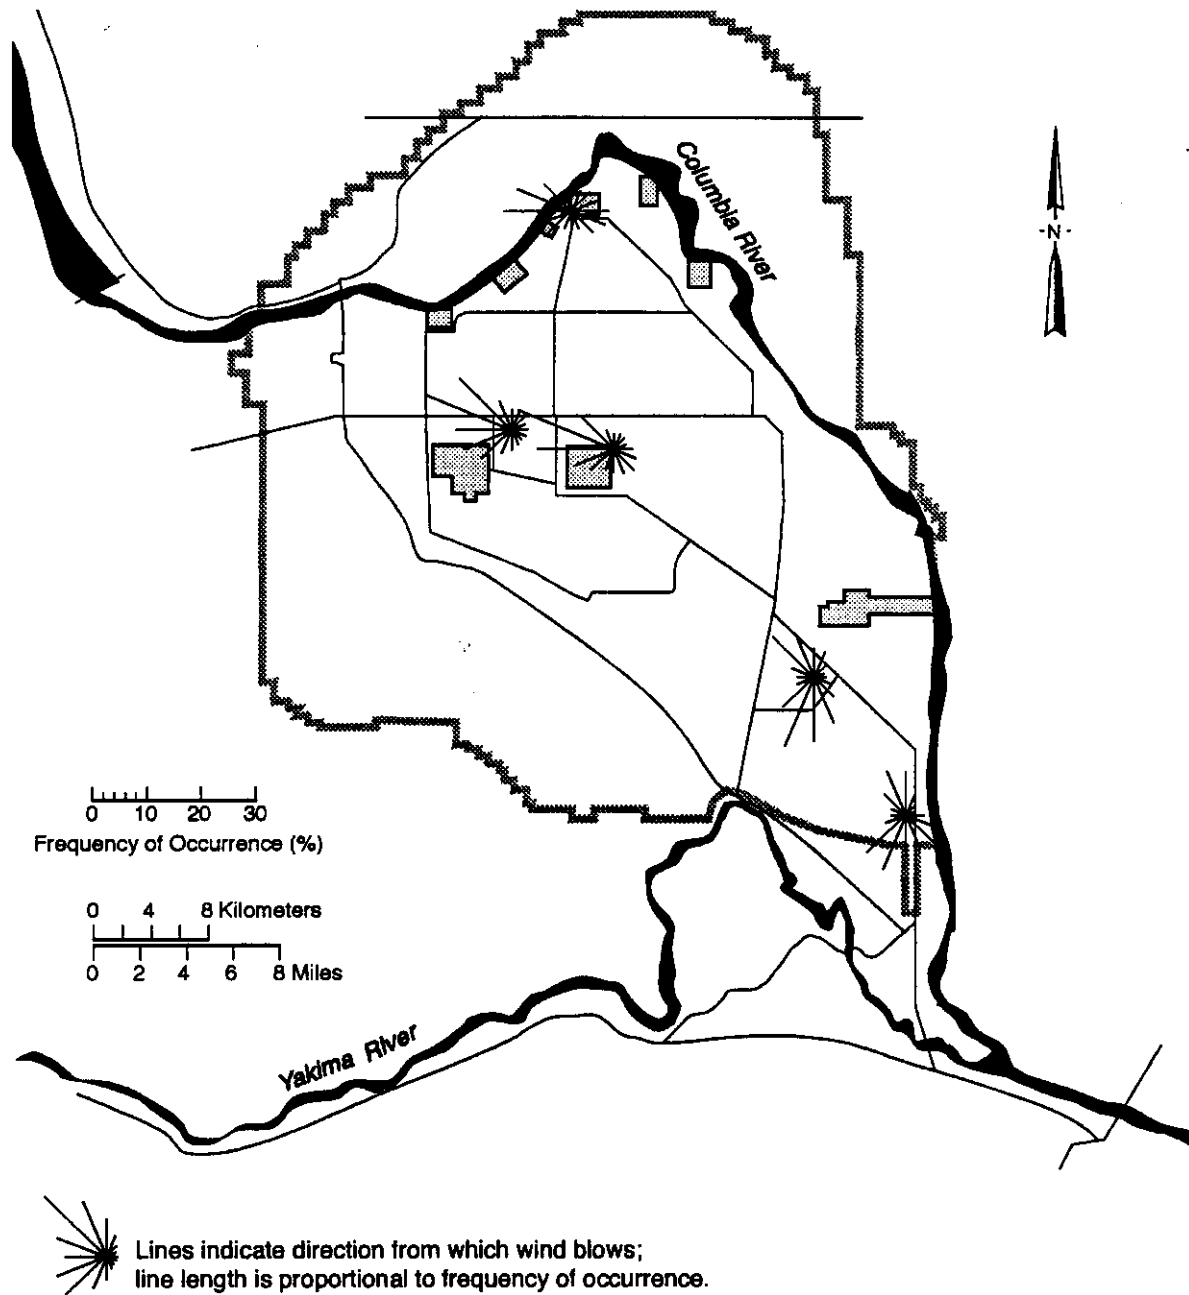 Columbia River
-N-
0 10 20 30
Frequency of Occurrence (%)
0 4 8 Kilometers
0 2 4 6 8 Miles
Yakima River
Lines indicate direction from which wind blows;
line length is proportional to frequency of occurrence.